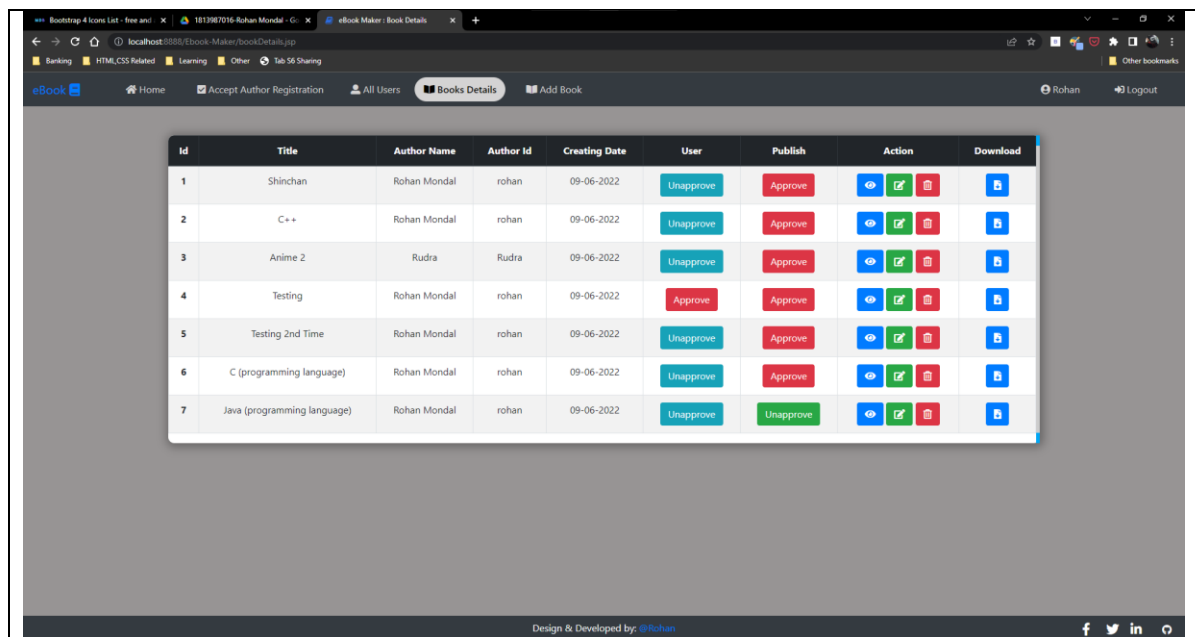 Bootstrap 4 Icons List - free and 1813987016-Rohan Mondal - Go eBook Maker : Book Details
localhost:8888/Ebook-Maker/bookDetails.jsp
Banking HTML,CSS Related Learning Other Tab S6 Sharing Other bookmarks
eBook Home Accept Author Registration All Users Books Details Add Book Rohan Logout
Id Title Author Name Author Id Creating Date User Publish Action Download
1 Shinchan Rohan Mondal rohan 09-06-2022 Unapprove Approve
2 C++ Rohan Mondal rohan 09-06-2022 Unapprove Approve
3 Anime 2 Rudra Rudra 09-06-2022 Unapprove Approve
4 Testing Rohan Mondal rohan 09-06-2022 Approve Approve
5 Testing 2nd Time Rohan Mondal rohan 09-06-2022 Unapprove Approve
6 C (programming language) Rohan Mondal rohan 09-06-2022 Unapprove Approve
7 Java (programming language) Rohan Mondal rohan 09-06-2022 Unapprove Unapprove
Design & Developed by: @Rohan